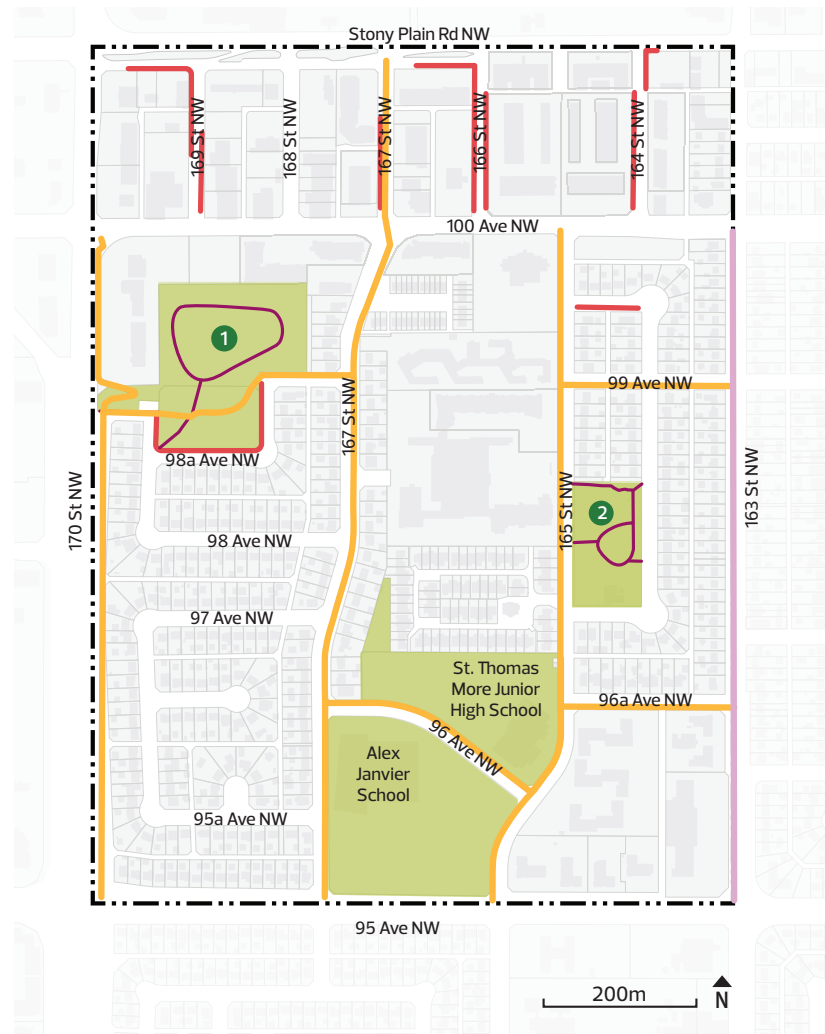 Stony Plain Rd NW
169 St NW
168 St NW
167 St NW
166 St NW
164 St NW
100 Ave NW
1
99 Ave NW
167 St NW
98a Ave NW
170 St NW
165 St NW
2
163 St NW
98 Ave NW
97 Ave NW
St. Thomas
More Junior
High School
96a Ave NW
96 Ave NW
Alex
Janvier
School
95a Ave NW
95 Ave NW
200m
N